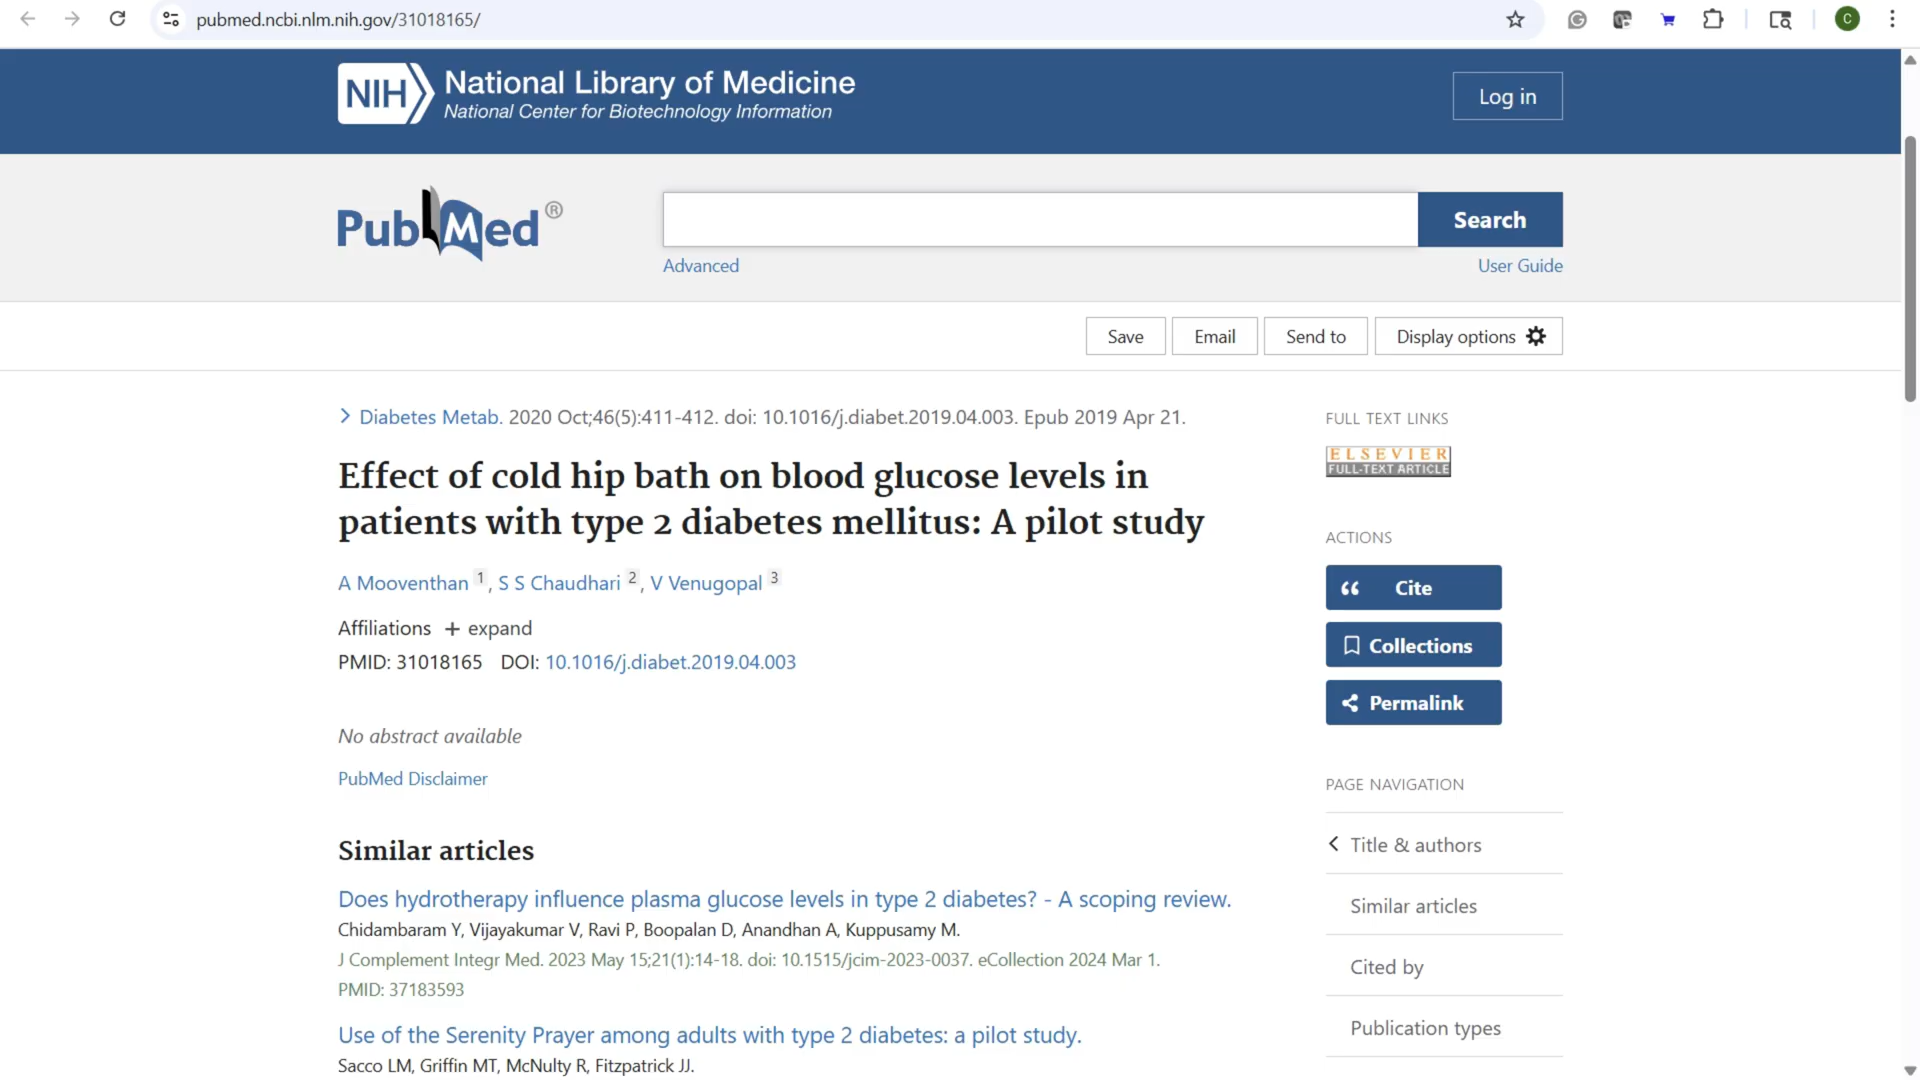 pubmed.ncbi.nlm.nih.gov/31018165/
C
NIH
National Library of Medicine
National Center for Biotechnology Information
Log in
PubMed®
Search
Advanced
User Guide
Save
Email
Send to
Display options
Diabetes Metab. 2020 Oct;46(5):411-412. doi: 10.1016/j.diabet.2019.04.003. Epub 2019 Apr 21.
Effect of cold hip bath on blood glucose levels in
patients with type 2 diabetes mellitus: A pilot study
A Mooventhan 1, S S Chaudhari 2, V Venugopal 3
Affiliations + expand
PMID: 31018165 DOI: 10.1016/j.diabet.2019.04.003
No abstract available
PubMed Disclaimer
Similar articles
Does hydrotherapy influence plasma glucose levels in type 2 diabetes? - A scoping review.
Chidambaram Y, Vijayakumar V, Ravi P, Boopalan D, Anandhan A, Kuppusamy M.
J Complement Integr Med. 2023 May 15;21(1):14-18. doi: 10.1515/jcim-2023-0037. eCollection 2024 Mar 1.
PMID: 37183593
Use of the Serenity Prayer among adults with type 2 diabetes: a pilot study.
Sacco LM, Griffin MT, McNulty R, Fitzpatrick JJ.
FULL TEXT LINKS
ELSEVIER
FULL-TEXT ARTICLE
ACTIONS
Cite
Collections
Permalink
PAGE NAVIGATION
Title & authors
Similar articles
Cited by
Publication types